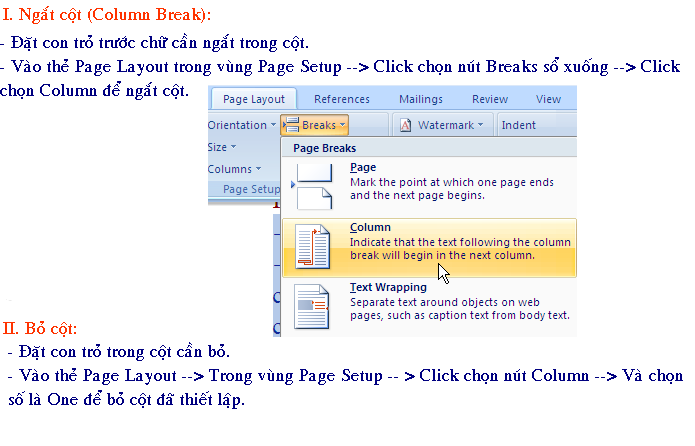 I. Ngắt cột (Column Break):
- Đặt con trỏ trước chữ cần ngắt trong cột.
- Vào thẻ Page Layout trong vùng Page Setup --> Click chọn nút Breaks sổ xuống --> Click
chọn Column để ngắt cột.
Page Layout References Mailings Review View
Orientation Breaks Watermark Indent
Size
Columns
Page Setup
Page Breaks
Page
Mark the point at which one page ends
and the next page begins.
Column
Indicate that the text following the column
break will begin in the next column.
Text Wrapping
Separate text around objects on web
pages, such as caption text from body text.
II. Bỏ cột:
- Đặt con trỏ trong cột cần bỏ.
- Vào thẻ Page Layout --> Trong vùng Page Setup -- > Click chọn nút Column --> Và chọn
số là One để bỏ cột đã thiết lập.